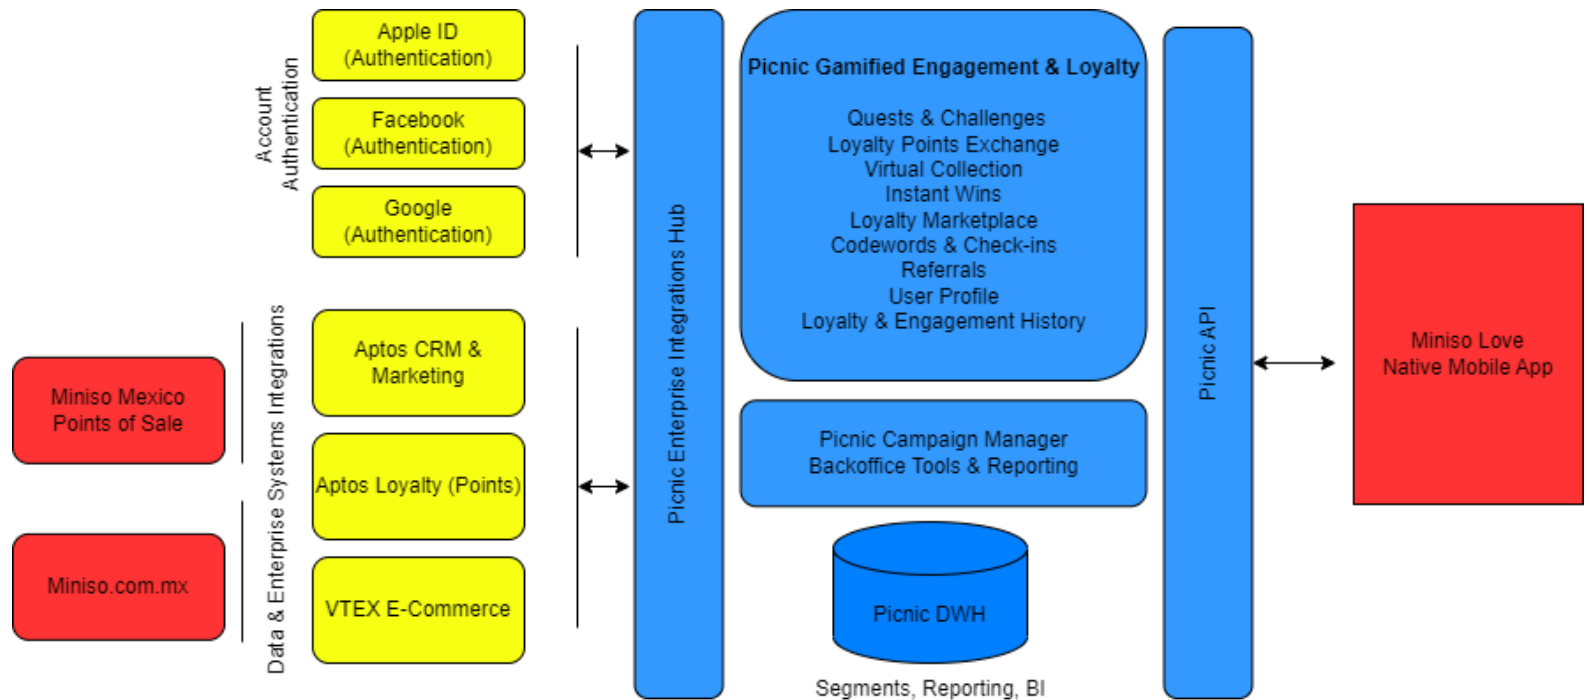 Account
Authentication
Apple ID
(Authentication)
Facebook
(Authentication)
Google
(Authentication)
Miniso Mexico
Points of Sale
Miniso.com.mx
Data & Enterprise Systems Integrations
Aptos CRM &
Marketing
Aptos Loyalty (Points)
VTEX E-Commerce
Picnic Enterprise Integrations Hub
Picnic Gamified Engagement & Loyalty
Quests & Challenges
Loyalty Points Exchange
Virtual Collection
Instant Wins
Loyalty Marketplace
Codewords & Check-ins
Referrals
User Profile
Loyalty & Engagement History
Picnic Campaign Manager
Backoffice Tools & Reporting
Picnic DWH
Segments, Reporting, BI
Picnic API
Miniso Love
Native Mobile App